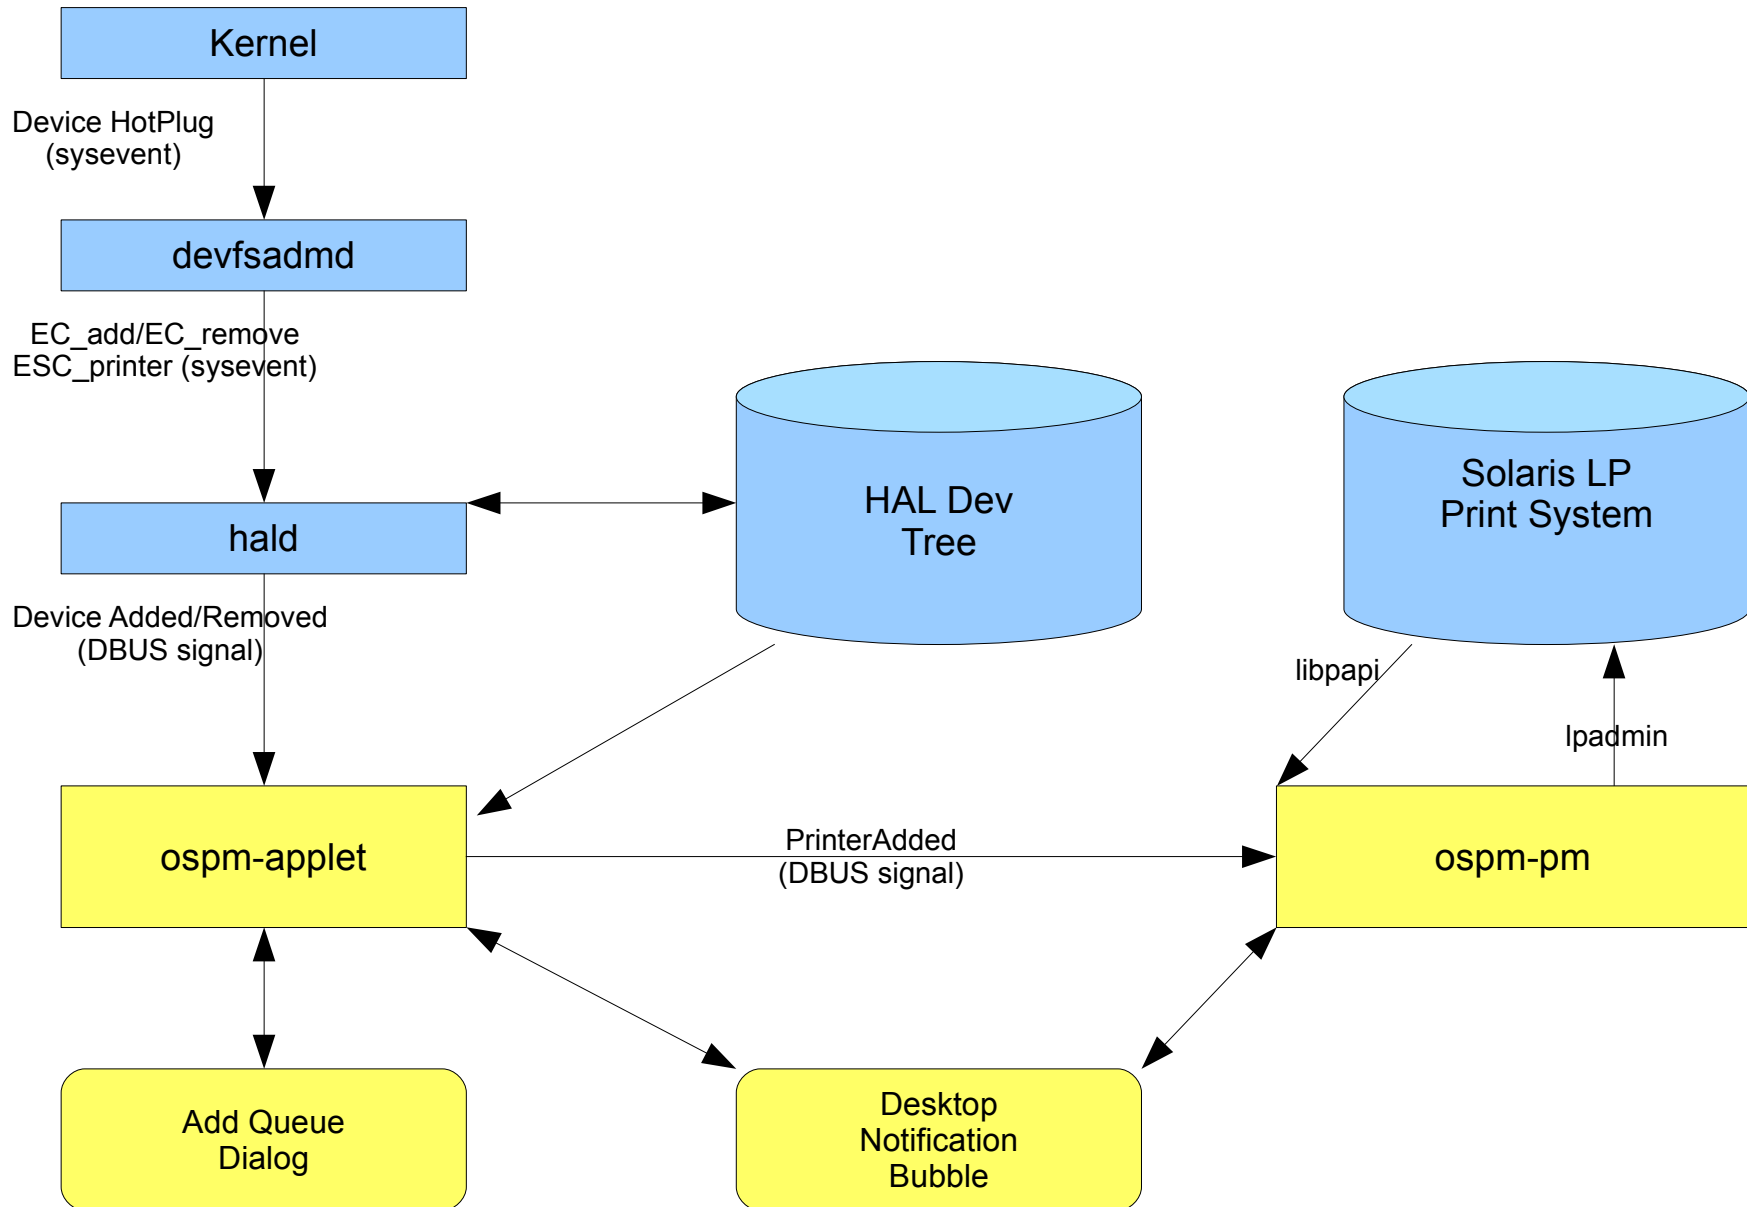 Kernel
Device HotPlug
(sysevent)
devfsadmd
EC_add/EC_remove
ESC_printer (sysevent)
HAL Dev
Tree
Solaris LP
Print System
hald
Device Added/Removed
(DBUS signal)
libpapi
lpadmin
ospm-applet
PrinterAdded
(DBUS signal)
ospm-pm
Add Queue
Dialog
Desktop
Notification
Bubble